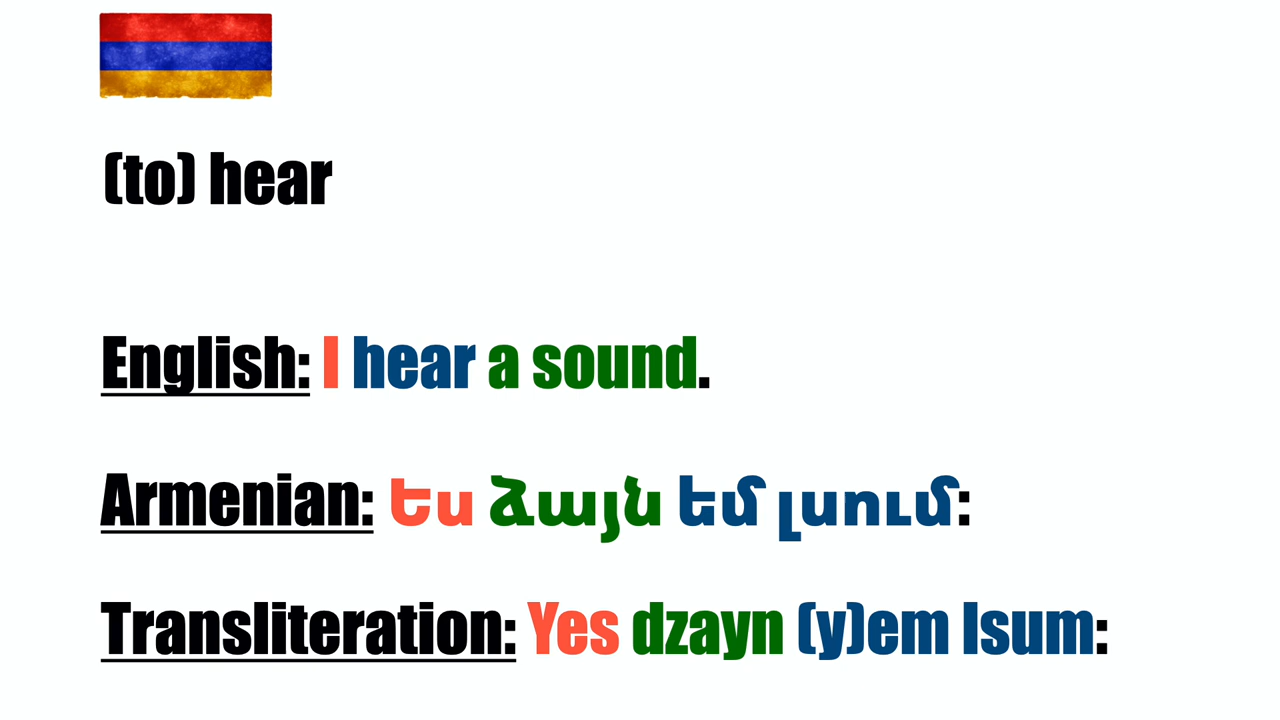 (to) hear
English: I hear a sound.
Armenian: Ես ձայն եմ լսում:
Transliteration: Yes dzayn (y)em lsum: